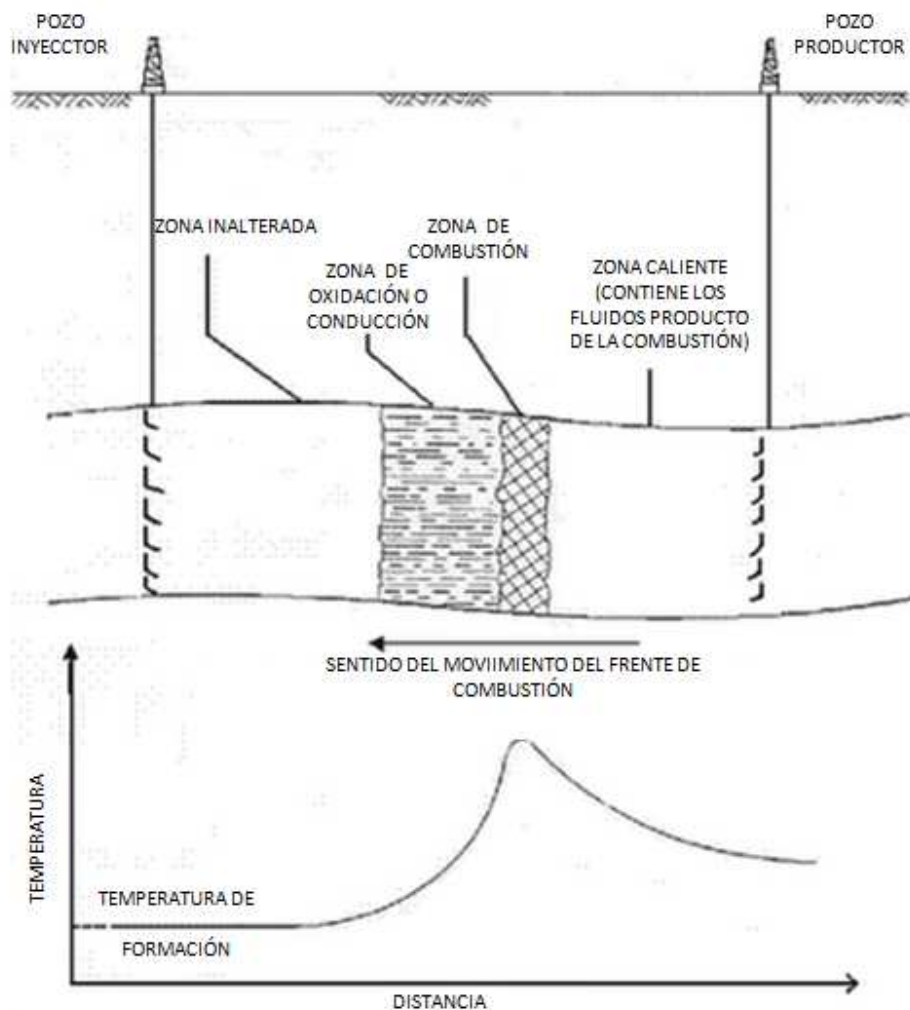 POZO
INYECCTOR
POZO
PRODUCTOR
ZONA INALTERADA
ZONA DE
OXIDACIÓN O
CONDUCCIÓN
ZONA DE
COMBUSTIÓN
ZONA CALIENTE
(CONTIENE LOS
FLUIDOS PRODUCTO
DE LA COMBUSTIÓN)
SENTIDO DEL MOVIIMIENTO DEL FRENTE DE
COMBUSTIÓN
TEMPERATURA
TEMPERATURA DE
FORMACIÓN
DISTANCIA